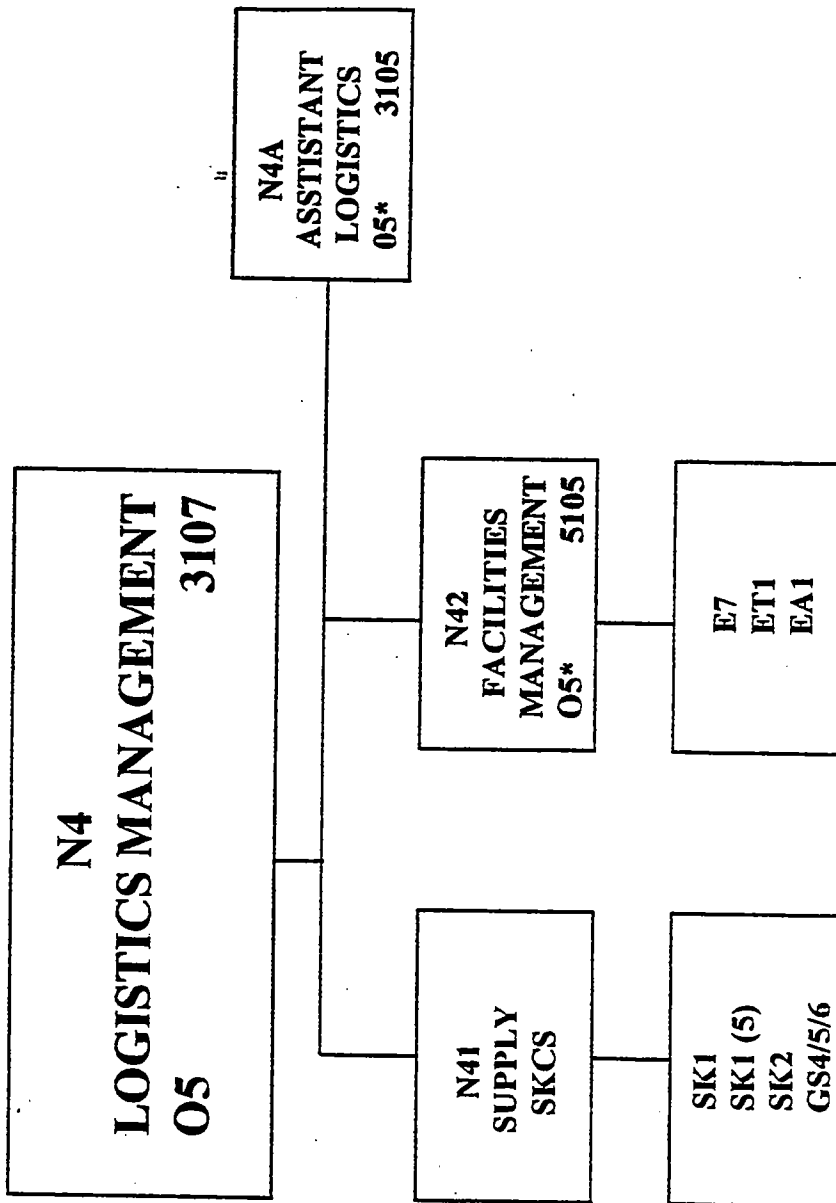 N4
LOGISTICS MANAGEMENT
O5 3107
N4A
ASSTISTANT
LOGISTICS
05* 3105
N41
SUPPLY
SKCS
N42
FACILITIES
MANAGEMENT
O5* 5105
SK1
SK1 (5)
SK2
GS4/5/6
E7
ET1
EA1